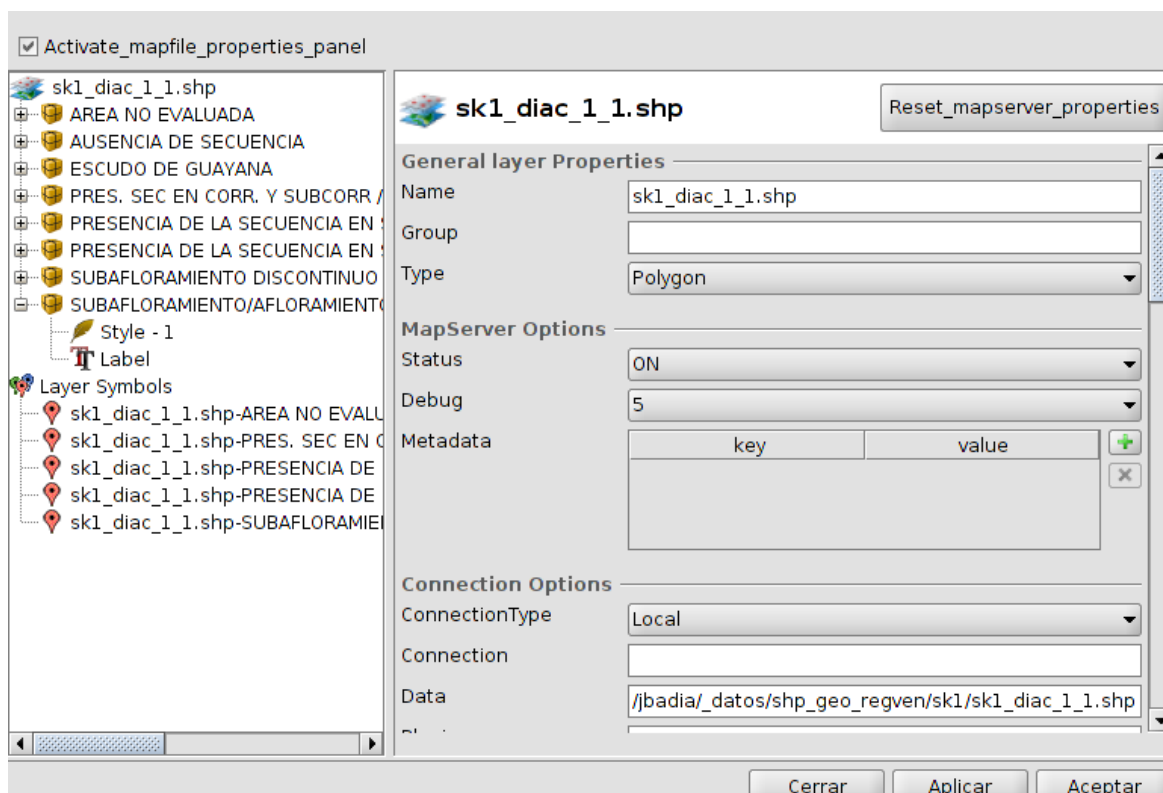 Activate_mapfile_properties_panel
sk1_diac_1_1.shp
AREA NO EVALUADA
AUSENCIA DE SECUENCIA
ESCUDO DE GUAYANA
PRES. SEC EN CORR. Y SUBCORR /
PRESENCIA DE LA SECUENCIA EN
PRESENCIA DE LA SECUENCIA EN
SUBAFLORAMIENTO DISCONTINUO
SUBAFLORAMIENTO/AFLORAMIENTO
Style - 1
Label
Layer Symbols
sk1_diac_1_1.shp-AREA NO EVALU
sk1_diac_1_1.shp-PRES. SEC EN
sk1_diac_1_1.shp-PRESENCIA DE
sk1_diac_1_1.shp-PRESENCIA DE
sk1_diac_1_1.shp-SUBAFLORAMIEI
sk1_diac_1_1.shp
Reset_mapserver_properties
General layer Properties
Name
sk1_diac_1_1.shp
Group
Type
Polygon
MapServer Options
Status
ON
Debug
5
Metadata
key value
Connection Options
ConnectionType
Local
Connection
Data
/jbadia/_datos/shp_geo_regven/sk1/sk1_diac_1_1.shp
Cerrar Aplicar Aceptar